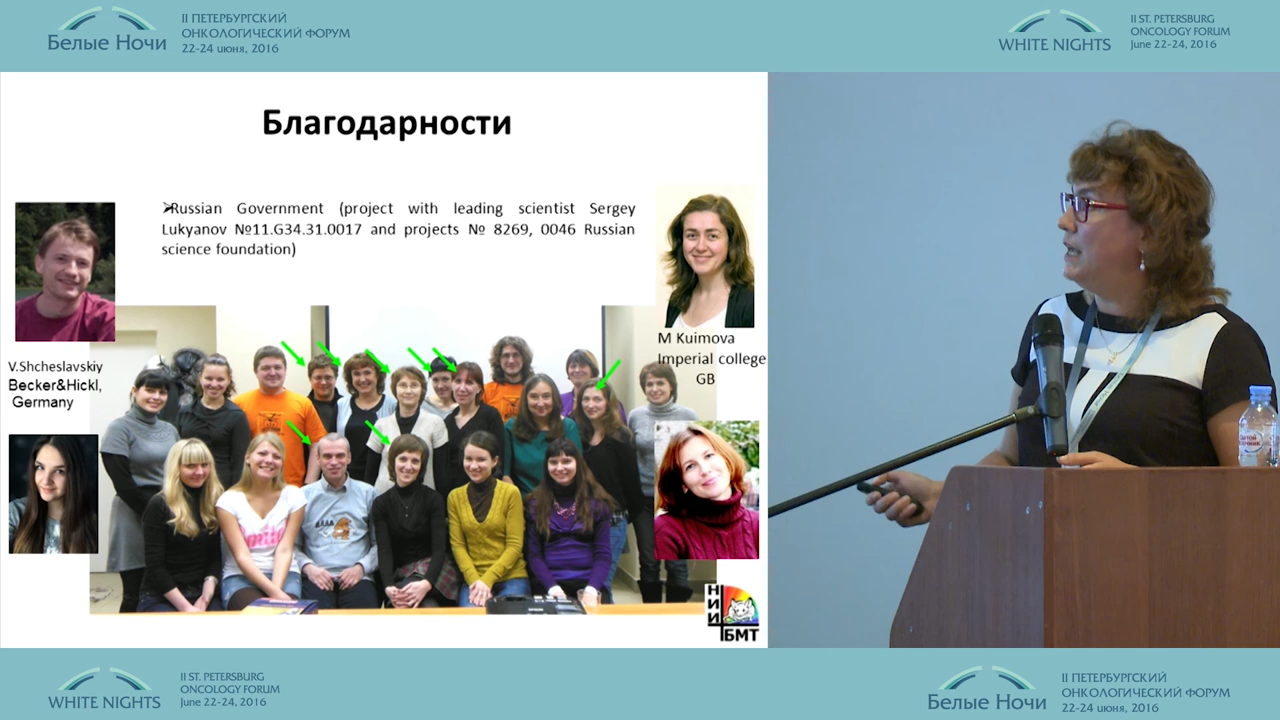 Белые Ночи
II ПЕТЕРБУРГСКИЙ
ОНКОЛОГИЧЕСКИЙ ФОРУМ
22-24 июня, 2016
WHITE NIGHTS
II ST. PETERSBURG
ONCOLOGY FORUM
June 22-24, 2016
Благодарности
➢Russian Government (project with leading scientist Sergey
Lukyanov №11.G34.31.0017 and projects № 8269, 0046 Russian
science foundation)
V.Shcheslavskiy
Becker&Hickl,
Germany
M Kuimova
Imperial college
GB
НИИ
БМТ
WHITE NIGHTS
II ST. PETERSBURG
ONCOLOGY FORUM
June 22-24, 2016
Белые Ночи
II ПЕТЕРБУРГСКИЙ
ОНКОЛОГИЧЕСКИЙ ФОРУМ
22-24 июня, 2016